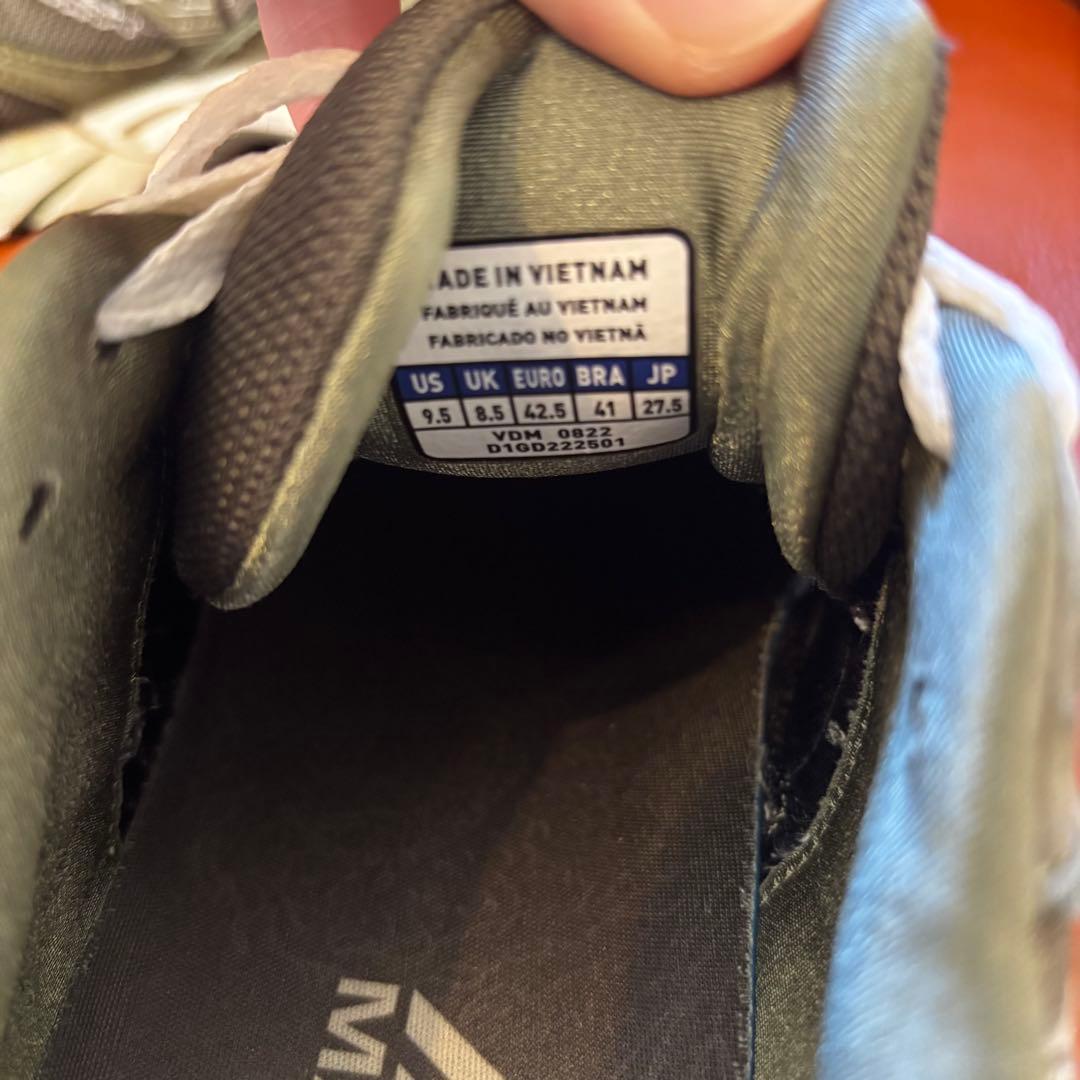 ADE IN VIETNAM
FABRIQUÉ AU VIETNAM
FABRICADO NO VIETNÃ
US UK EURO BRA JP
9.5 8.5 42.5 41 27.5
VDM 0822
D1GD222501